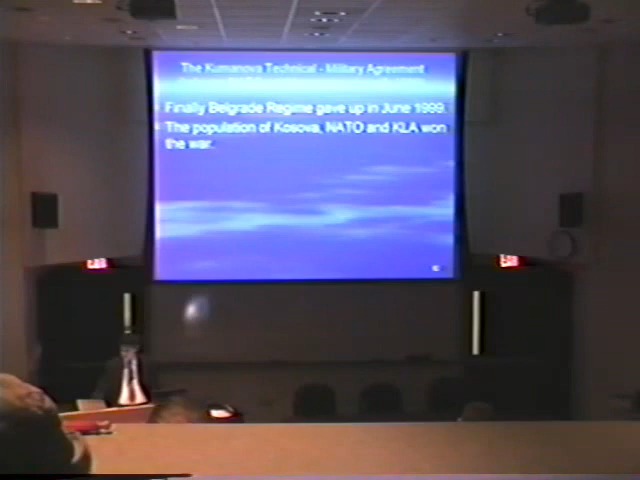 The Kumanova Technical - Military Agreement
Finally Belgrade Regime gave up in June 1999.
The population of Kosova, NATO and KLA won
the war.
EXIT
EXIT